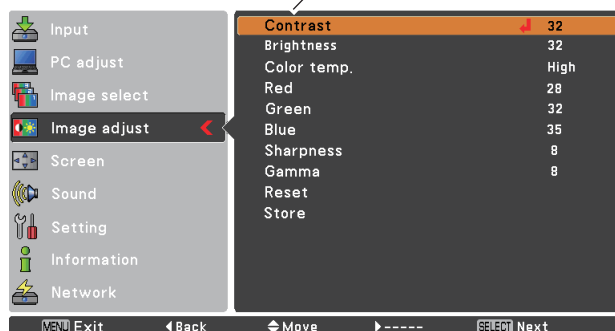 Input
PC adjust
Image select
Image adjust
Screen
Sound
Setting
Information
Network
Contrast 32
Brightness 32
Color temp. High
Red 28
Green 32
Blue 35
Sharpness 8
Gamma 8
Reset
Store
MENU Exit Back Move ----- SELECT Next